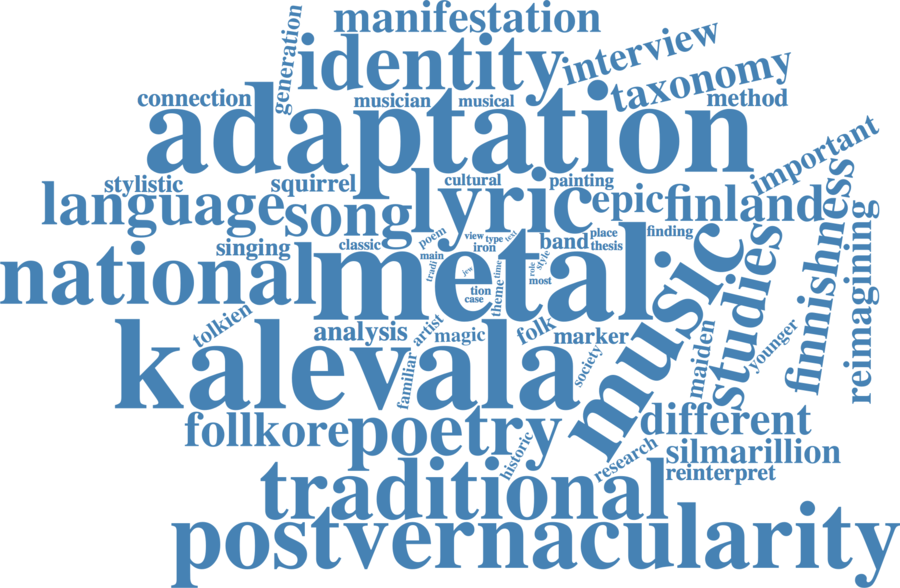 manifestation
generation
identity
interview
taxonomy
connection
musician
musical
method
adaptation
important
stylistic
squirrel
cultural
painting
language
song
lyric
epic
finland
finnishness
reimagining
singing
classic
poem
view
type
text
iron
band
place
thesis
finding
main
national
metal
tradi
jew
time
theme
tion
case
role
style
most
music
studies
tolkien
analysis
artist
magic
folk
marker
maiden
younger
kalevala
familiar
society
follkore
poetry
different
historic
research
silmarillion
reinterpret
traditional
postvernacularity